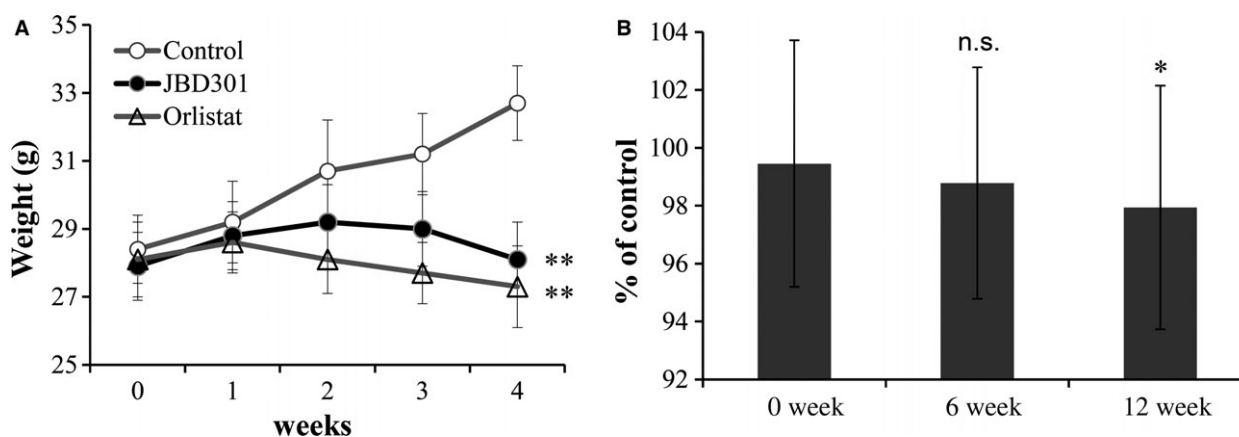 A
Weight (g)
35
33
31
29
27
25
Control
JBD301
Orlistat
**
**
0 1 2 3 4
weeks
B
% of control
104
102
100
98
96
94
92
n.s.
*
0 week 6 week 12 week